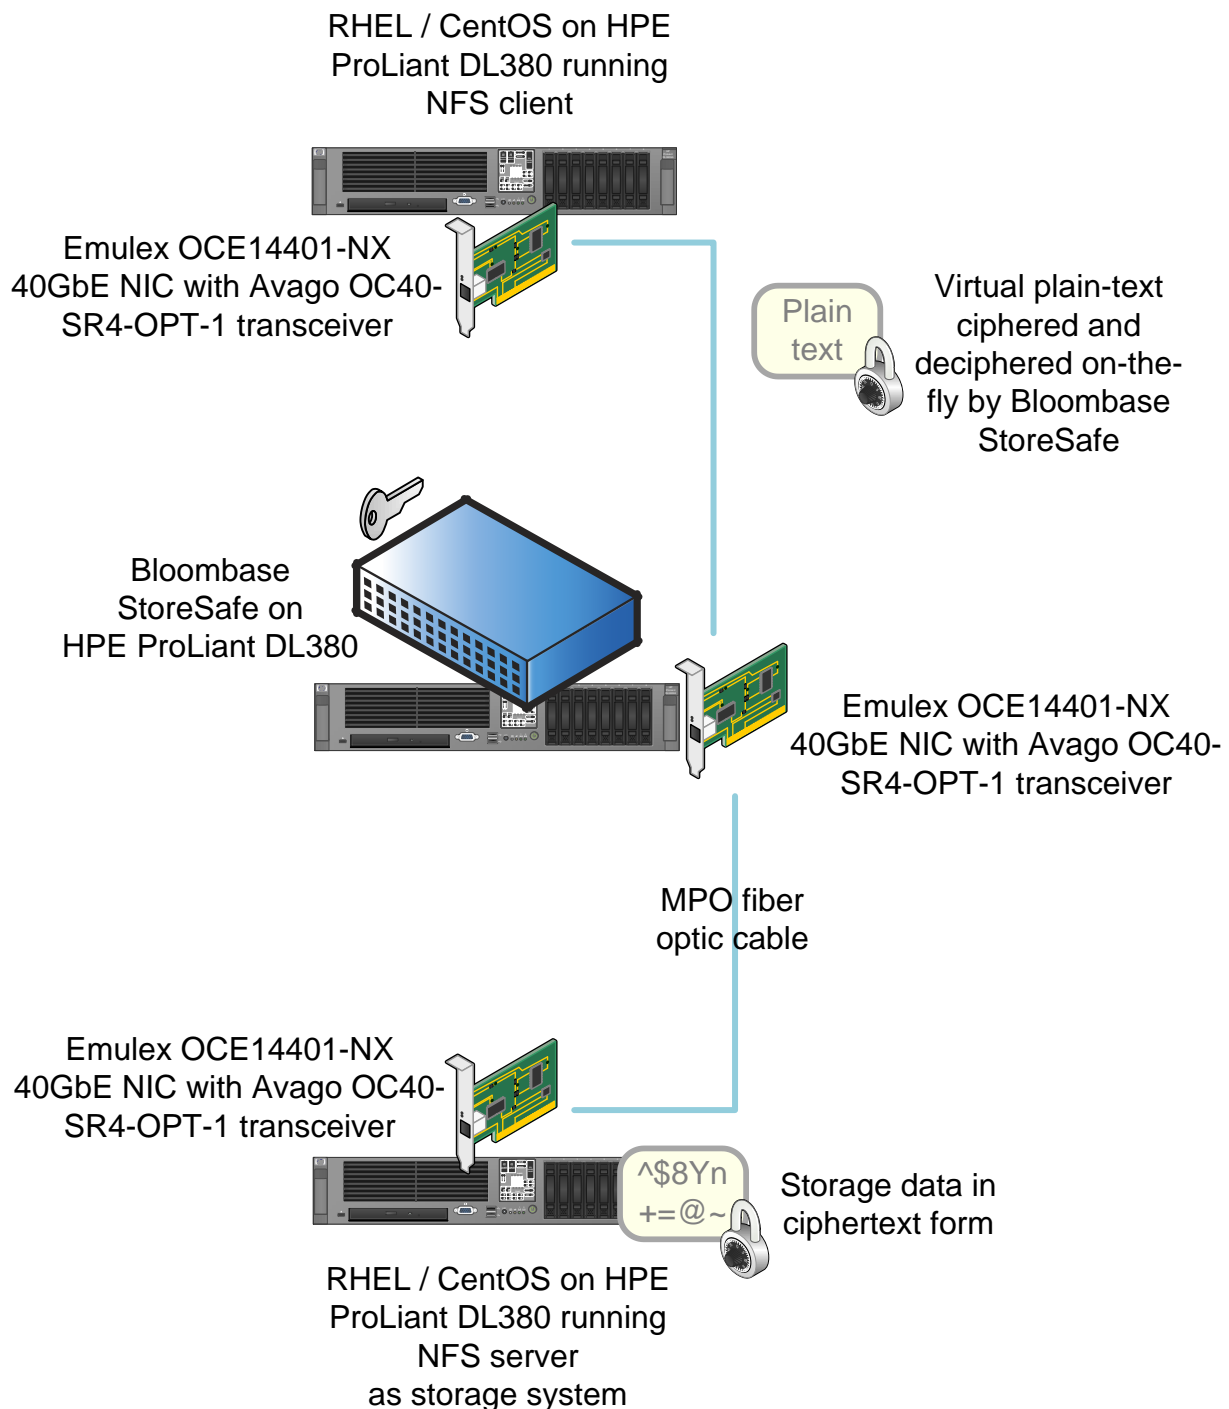 RHEL / CentOS on HPE
ProLiant DL380 running
NFS client
Emulex OCE14401-NX
40GbE NIC with Avago OC40-
SR4-OPT-1 transceiver
Plain
text
Virtual plain-text
ciphered and
deciphered on-the-
fly by Bloombase
StoreSafe
Bloombase
StoreSafe on
HPE ProLiant DL380
Emulex OCE14401-NX
40GbE NIC with Avago OC40-
SR4-OPT-1 transceiver
MPO fiber
optic cable
Emulex OCE14401-NX
40GbE NIC with Avago OC40-
SR4-OPT-1 transceiver
^$8Yn
+=@~
Storage data in
ciphertext form
RHEL / CentOS on HPE
ProLiant DL380 running
NFS server
as storage system